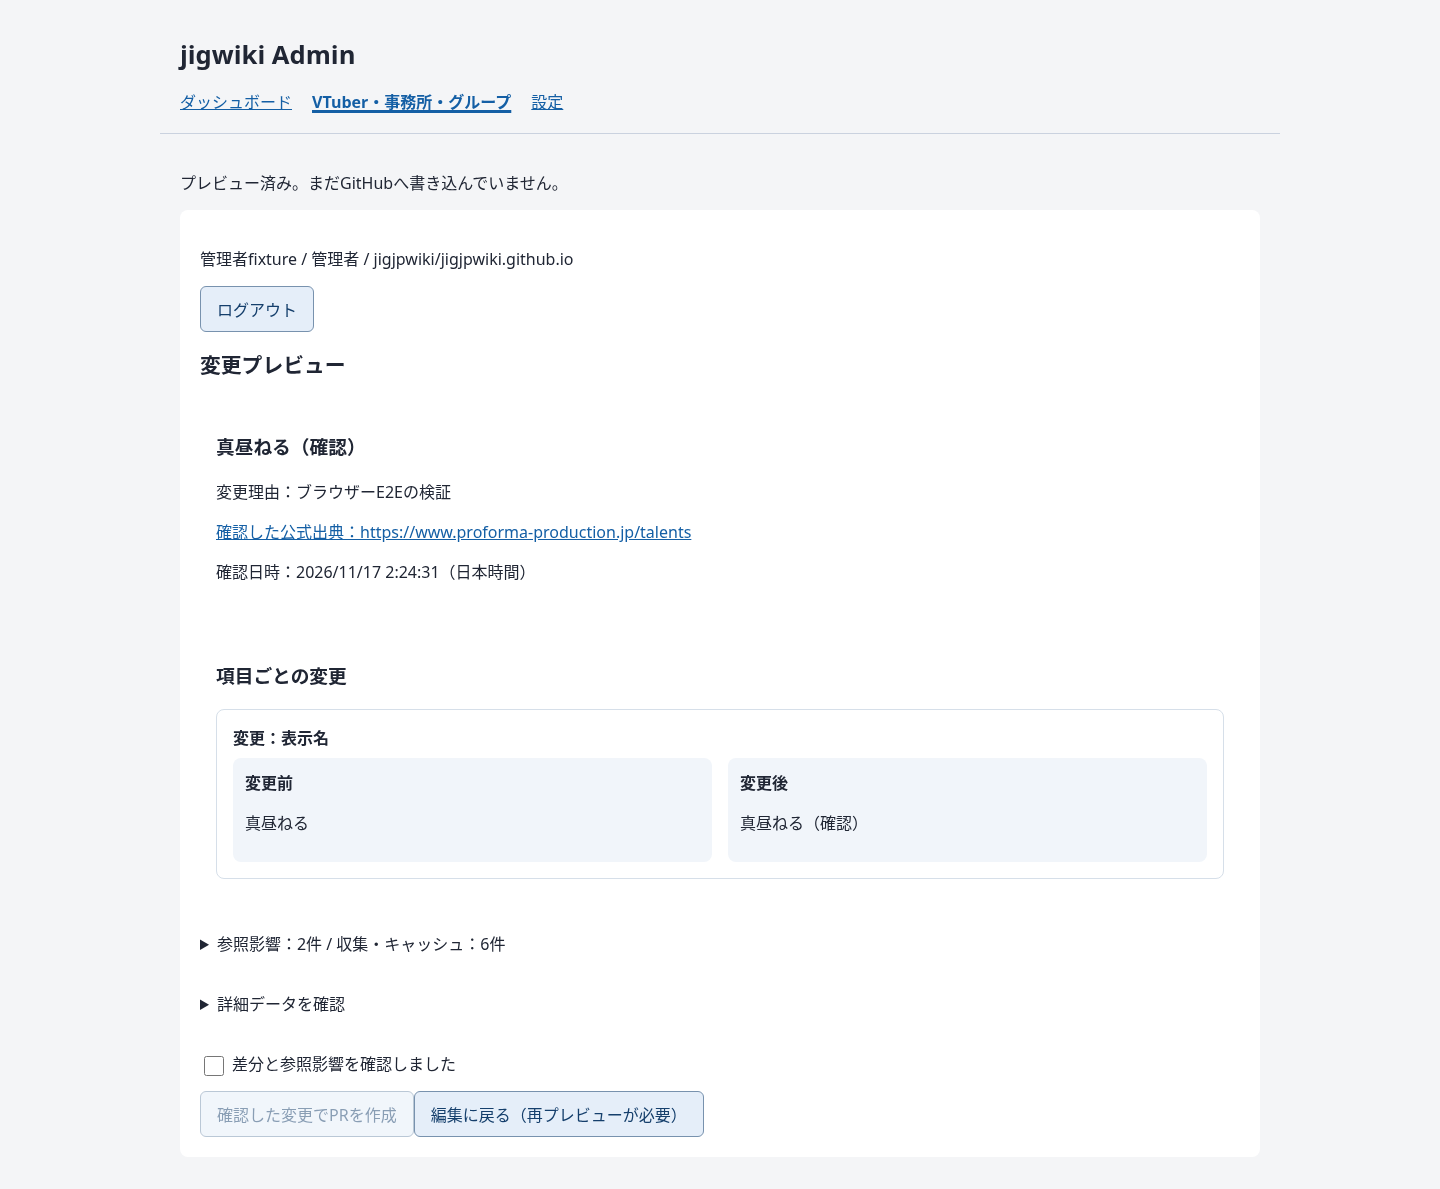 jigwiki Admin
ダッシュボード VTuber・事務所・グループ 設定
プレビュー済み。まだGitHubへ書き込んでいません。
管理者fixture / 管理者 / jigjpwiki/jigjpwiki.github.io
ログアウト
変更プレビュー
真昼ねる（確認）
変更理由：ブラウザーE2Eの検証
確認した公式出典：https://www.proforma-production.jp/talents
確認日時：2026/11/17 2:24:31（日本時間）
項目ごとの変更
変更：表示名
変更前 変更後
真昼ねる 真昼ねる（確認）
▶ 参照影響：2件 / 収集・キャッシュ：6件
▶ 詳細データを確認
差分と参照影響を確認しました
確認した変更でPRを作成 編集に戻る（再プレビューが必要）